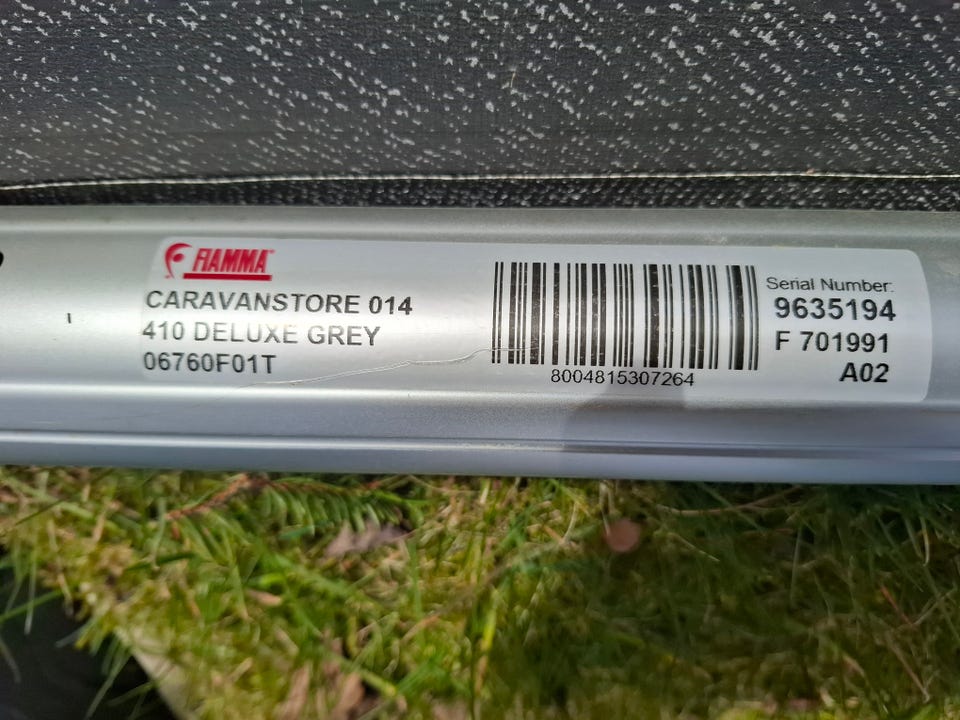 FIAMMA
CARAVANSTORE 014
410 DELUXE GREY
06760F01T
8004815307264
Serial Number:
9635194
F 701991
A02